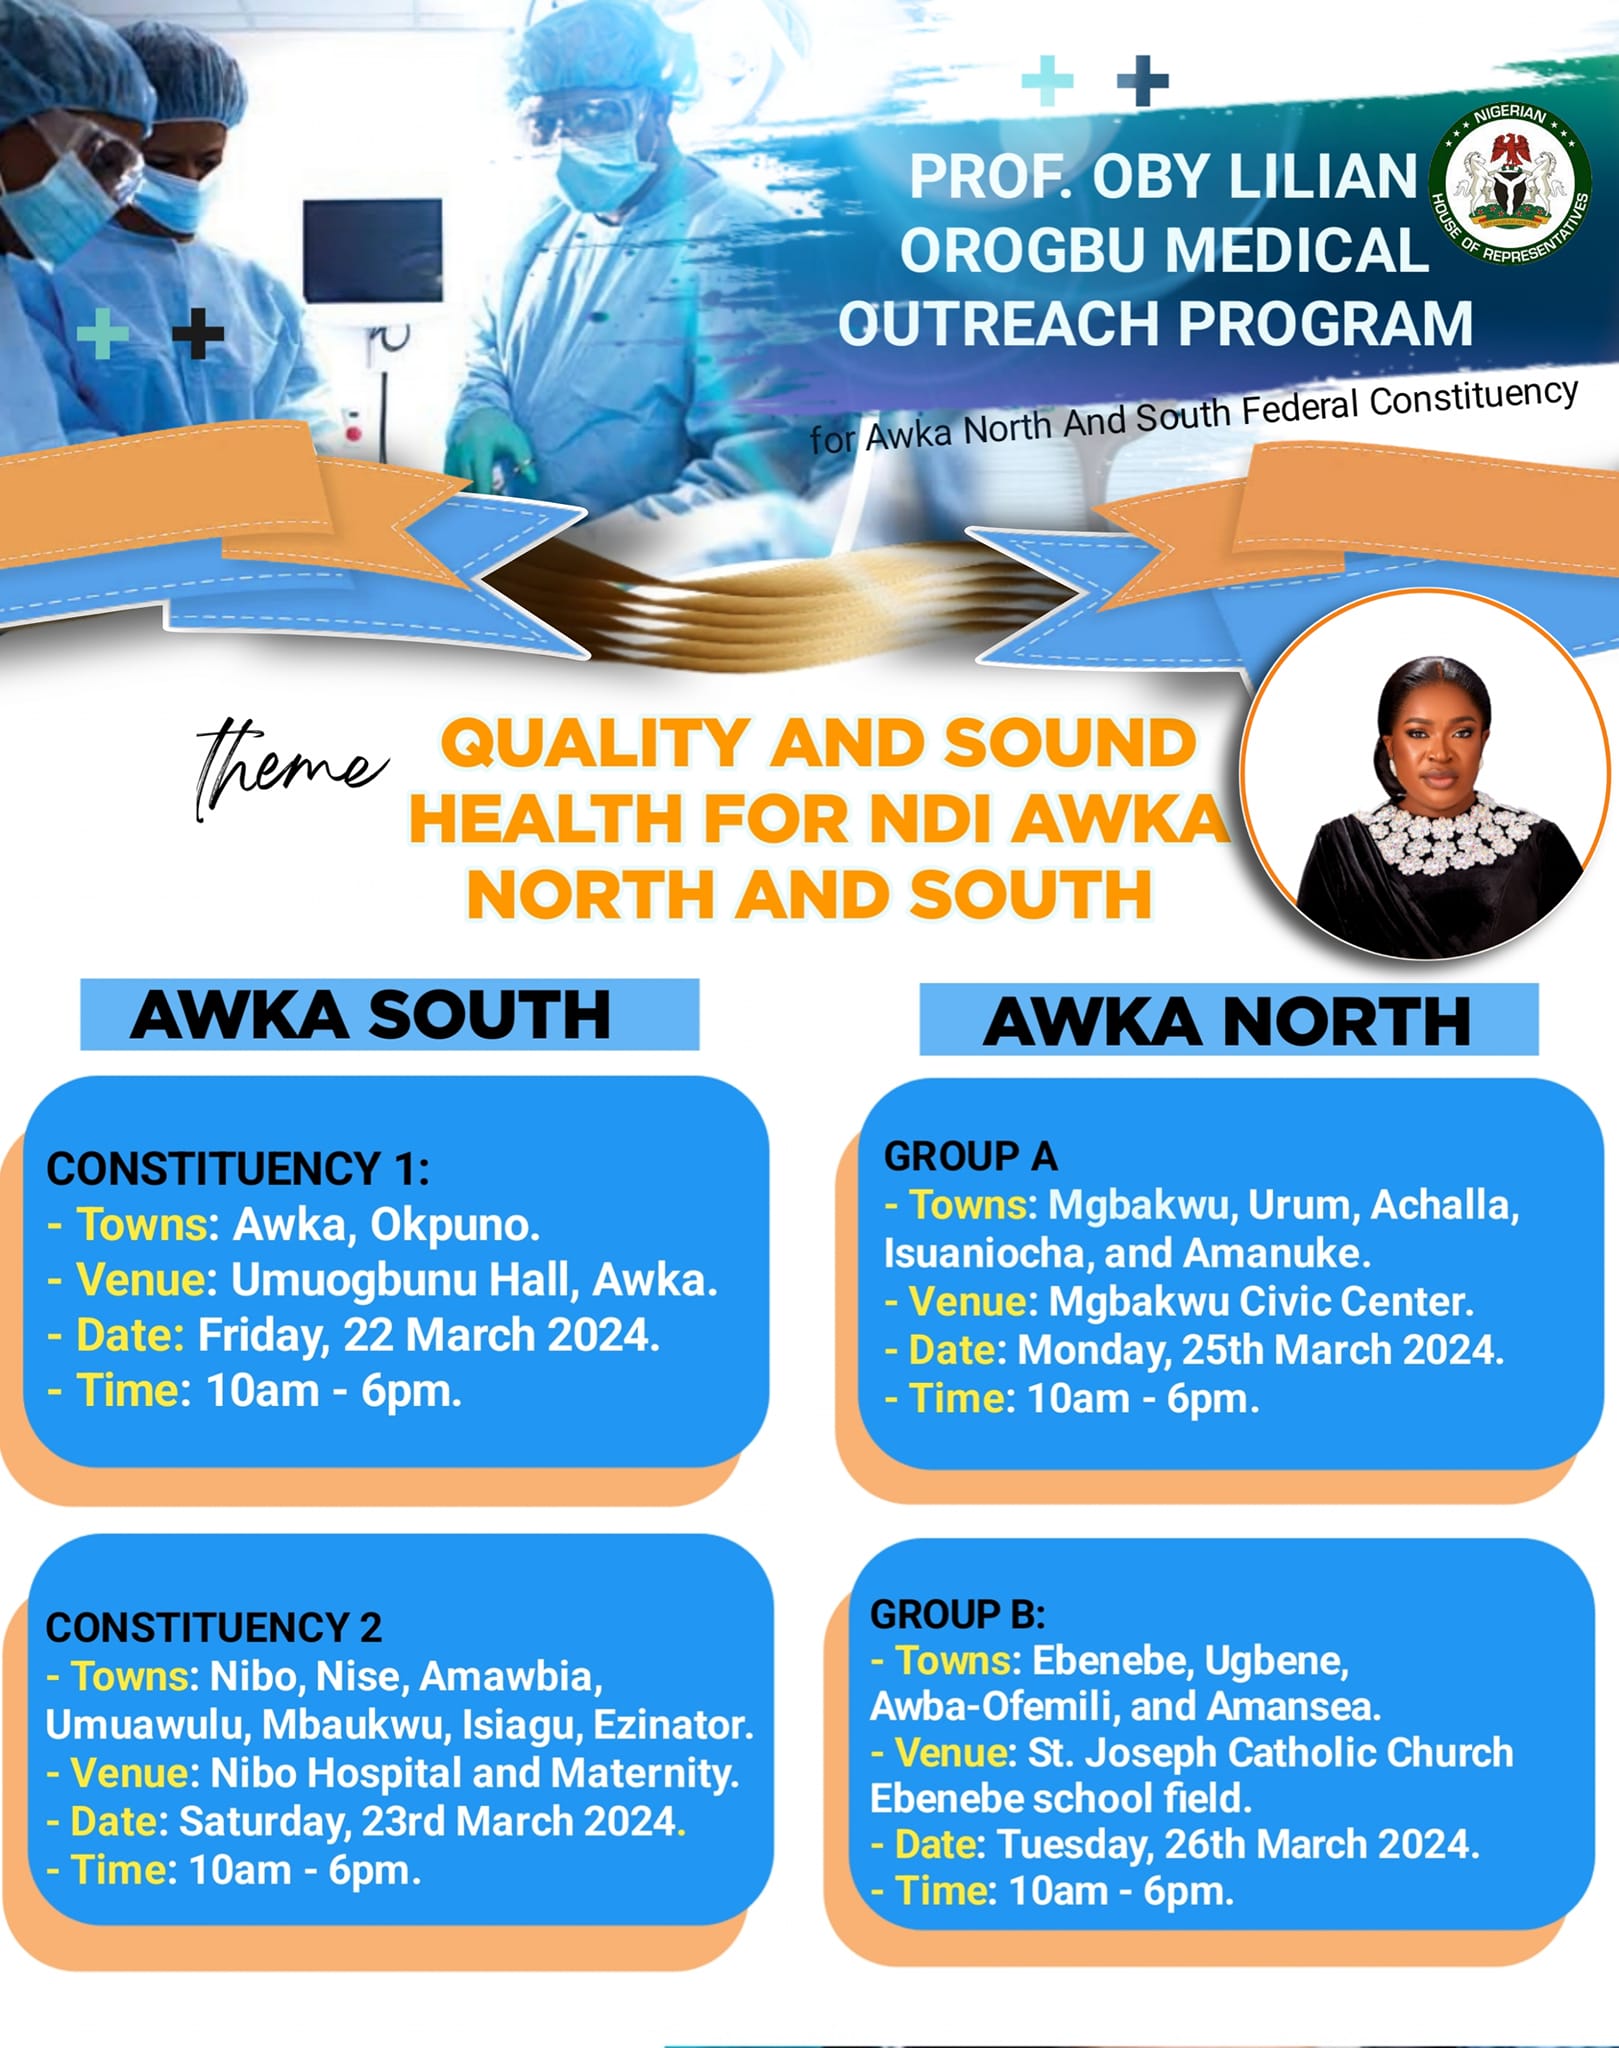 PROF. OBY LILIAN
OROGBU MEDICAL
OUTREACH PROGRAM
NIGERIAN
HOUSE OF REPRESENTATIVES
for Awka North And South Federal Constituency
theme
QUALITY AND SOUND
HEALTH FOR NDI AWKA
NORTH AND SOUTH
AWKA SOUTH
CONSTITUENCY 1:
- Towns: Awka, Okpuno.
- Venue: Umuogbunu Hall, Awka.
- Date: Friday, 22 March 2024.
- Time: 10am - 6pm.
CONSTITUENCY 2
- Towns: Nibo, Nise, Amawbia,
Umuawulu, Mbaukwu, Isiagu, Ezinator.
- Venue: Nibo Hospital and Maternity.
- Date: Saturday, 23rd March 2024.
- Time: 10am - 6pm.
AWKA NORTH
GROUP A
- Towns: Mgbakwu, Urum, Achalla,
Isuaniocha, and Amanuke.
- Venue: Mgbakwu Civic Center.
- Date: Monday, 25th March 2024.
- Time: 10am - 6pm.
GROUP B:
- Towns: Ebenebe, Ugbene,
Awba-Ofemili, and Amansea.
- Venue: St. Joseph Catholic Church
Ebenebe school field.
- Date: Tuesday, 26th March 2024.
- Time: 10am - 6pm.